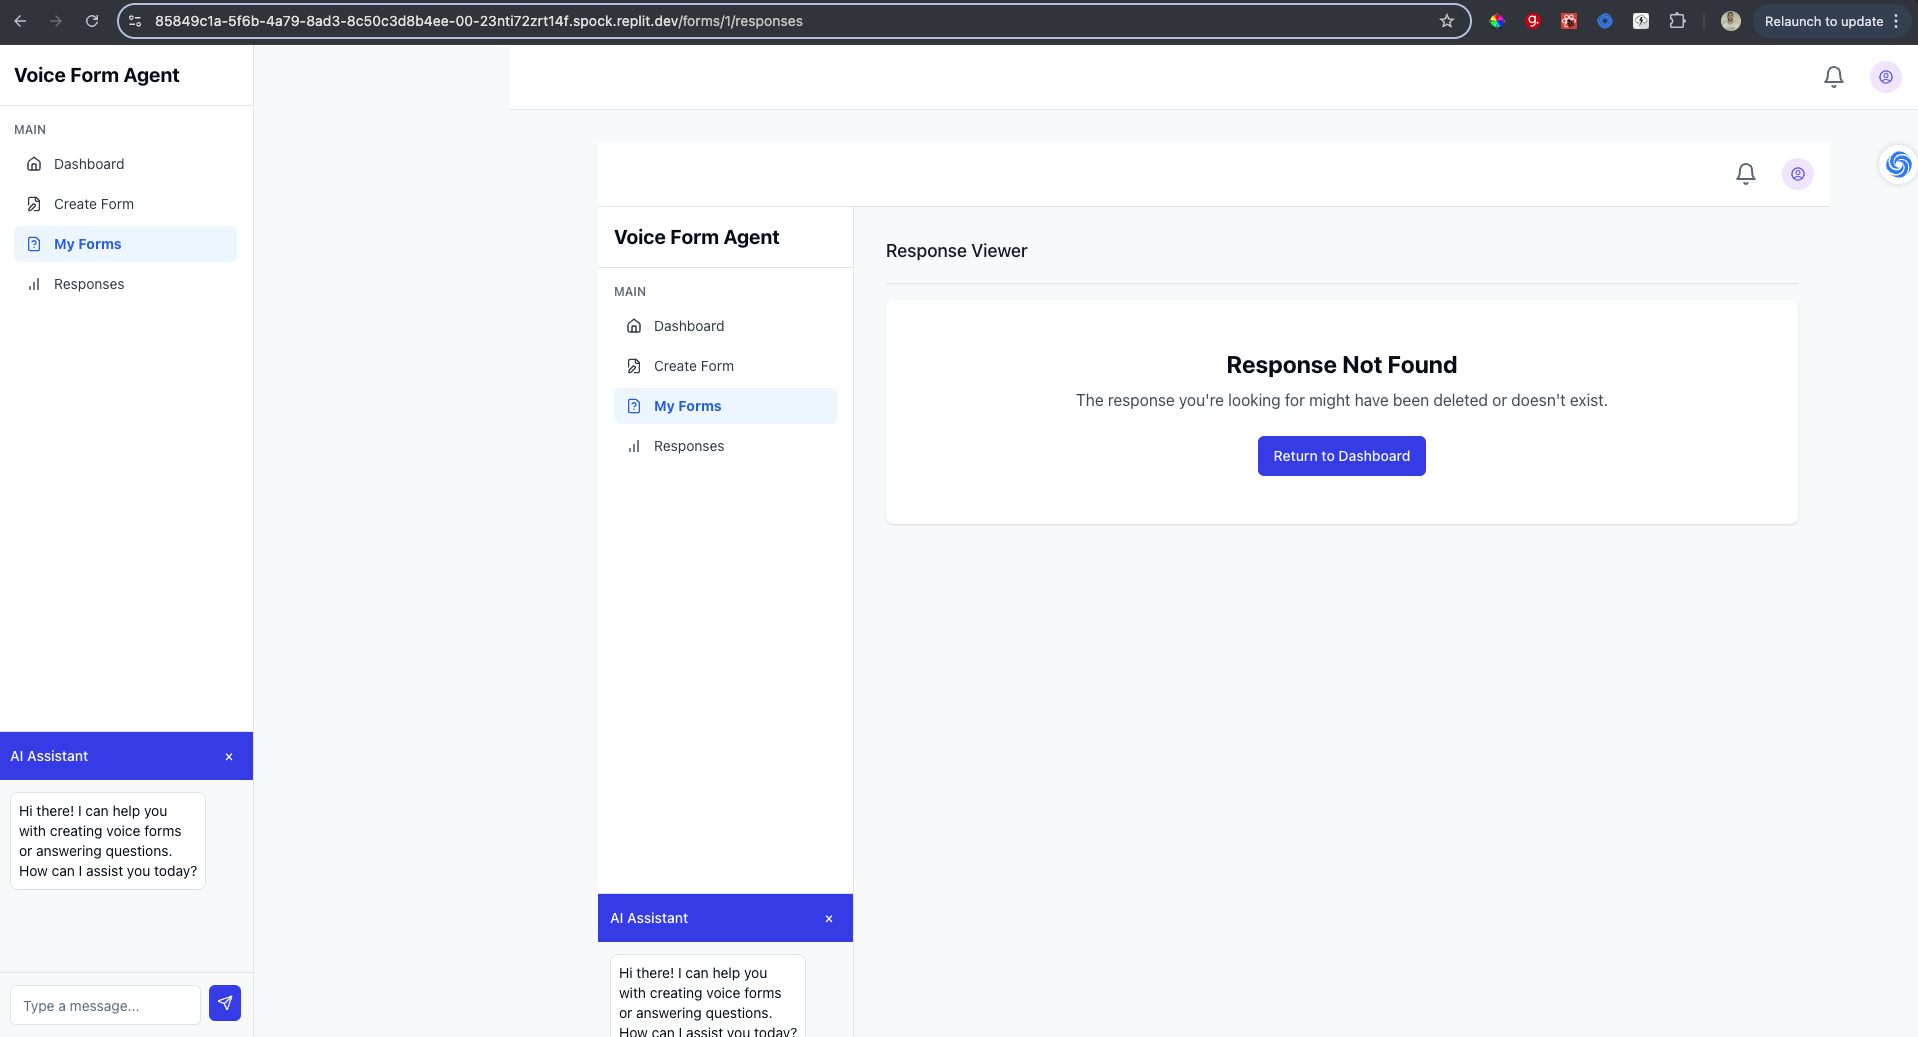 85849c1a-5f6b-4a79-8ad3-8c50c3d8b4ee-00-23nti72zrt14f.spock.replit.dev/forms/1/responses
g.
Relaunch to update
Voice Form Agent
MAIN
Dashboard
Create Form
My Forms
Responses
AI Assistant
×
Hi there! I can help you
with creating voice forms
or answering questions.
How can I assist you today?
Type a message...
Voice Form Agent
MAIN
Dashboard
Create Form
My Forms
Responses
AI Assistant
×
Hi there! I can help you
with creating voice forms
or answering questions.
How can I assist you today?
Response Viewer
Response Not Found
The response you're looking for might have been deleted or doesn't exist.
Return to Dashboard